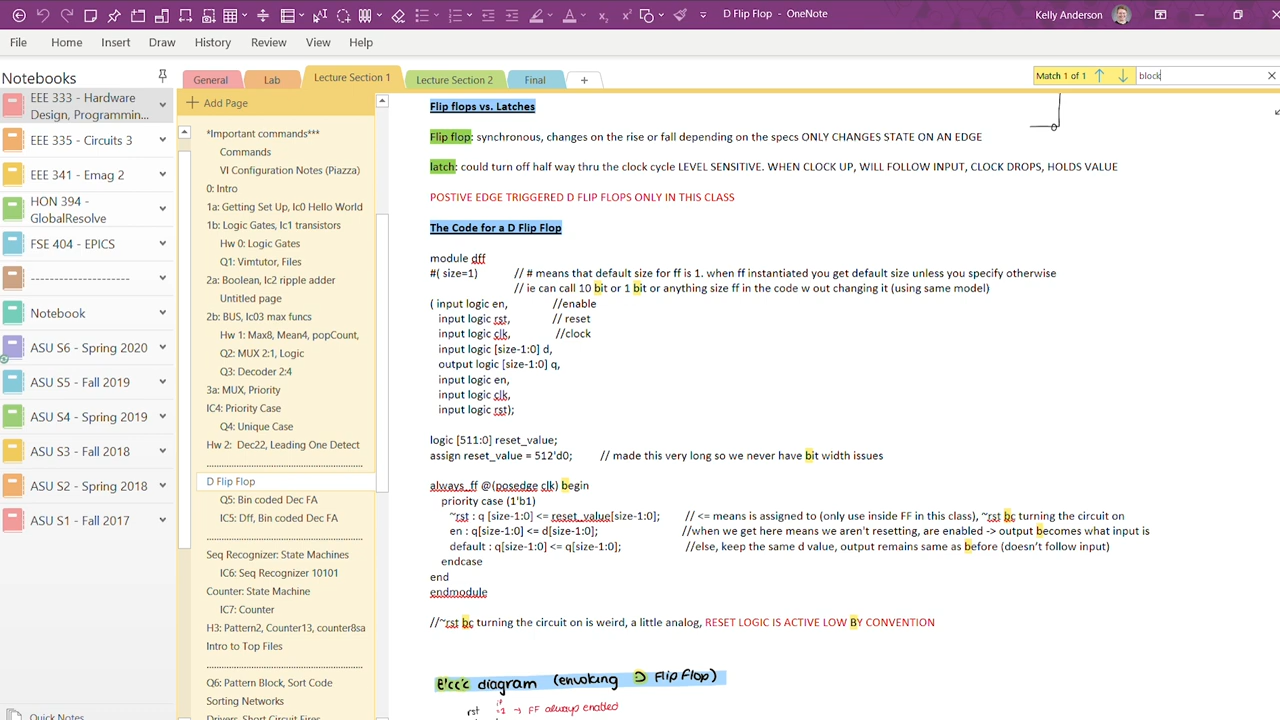 D Flip Flop - OneNote
Kelly Anderson
File Home Insert Draw History Review View Help
Notebooks
EEE 333 - Hardware
Design, Programmin...
EEE 335 - Circuits 3
EEE 341 - Emag 2
HON 394 -
GlobalResolve
FSE 404 - EPICS
---------------------
Notebook
ASU S6 - Spring 2020
ASU S5 - Fall 2019
ASU S4 - Spring 2019
ASU S3 - Fall 2018
ASU S2 - Spring 2018
ASU S1 - Fall 2017
Quick Notes
General Lab Lecture Section 1 Lecture Section 2 Final +
Match 1 of 1 block
Add Page
*Important commands***
Commands
VI Configuration Notes (Piazza)
0: Intro
1a: Getting Set Up, Ic0 Hello World
1b: Logic Gates, Ic1 transistors
Hw 0: Logic Gates
Q1: Vimtutor, Files
2a: Boolean, Ic2 ripple adder
Untitled page
2b: BUS, Ic03 max funcs
Hw 1: Max8, Mean4, popCount,
Q2: MUX 2:1, Logic
Q3: Decoder 2:4
3a: MUX, Priority
IC4: Priority Case
Q4: Unique Case
Hw 2: Dec22, Leading One Detect
D Flip Flop
Q5: Bin coded Dec FA
IC5: Dff, Bin coded Dec FA
Seq Recognizer: State Machines
IC6: Seq Recognizer 10101
Counter: State Machine
IC7: Counter
H3: Pattern2, Counter13, counter8sa
Intro to Top Files
Q6: Pattern Block, Sort Code
Sorting Networks
Drivers, Short Circuit Fires
Flip flops vs. Latches
Flip flop: synchronous, changes on the rise or fall depending on the specs ONLY CHANGES STATE ON AN EDGE
latch: could turn off half way thru the clock cycle LEVEL SENSITIVE. WHEN CLOCK UP, WILL FOLLOW INPUT, CLOCK DROPS, HOLDS VALUE
POSTIVE EDGE TRIGGERED D FLIP FLOPS ONLY IN THIS CLASS
The Code for a D Flip Flop
module dff
#( size=1) // # means that default size for ff is 1. when ff instantiated you get default size unless you specify otherwise
// ie can call 10 bit or 1 bit or anything size ff in the code w out changing it (using same model)
( input logic en, //enable
input logic rst, // reset
input logic clk, //clock
input logic [size-1:0] d,
output logic [size-1:0] q,
input logic en,
input logic clk,
input logic rst);
logic [511:0] reset_value;
assign reset_value = 512'd0; // made this very long so we never have bit width issues
always_ff @(posedge clk) begin
priority case (1'b1)
~rst : q [size-1:0] <= reset_value[size-1:0]; // <= means is assigned to (only use inside FF in this class), ~rst bc turning the circuit on
en : q[size-1:0] <= d[size-1:0]; //when we get here means we aren't resetting, are enabled -> output becomes what input is
default : q[size-1:0] <= q[size-1:0]; //else, keep the same d value, output remains same as before (doesn't follow input)
endcase
end
endmodule
//~rst bc turning the circuit on is weird, a little analog, RESET LOGIC IS ACTIVE LOW BY CONVENTION
diagram (envoking D Flip Flop)
rst
→ FF always enabled